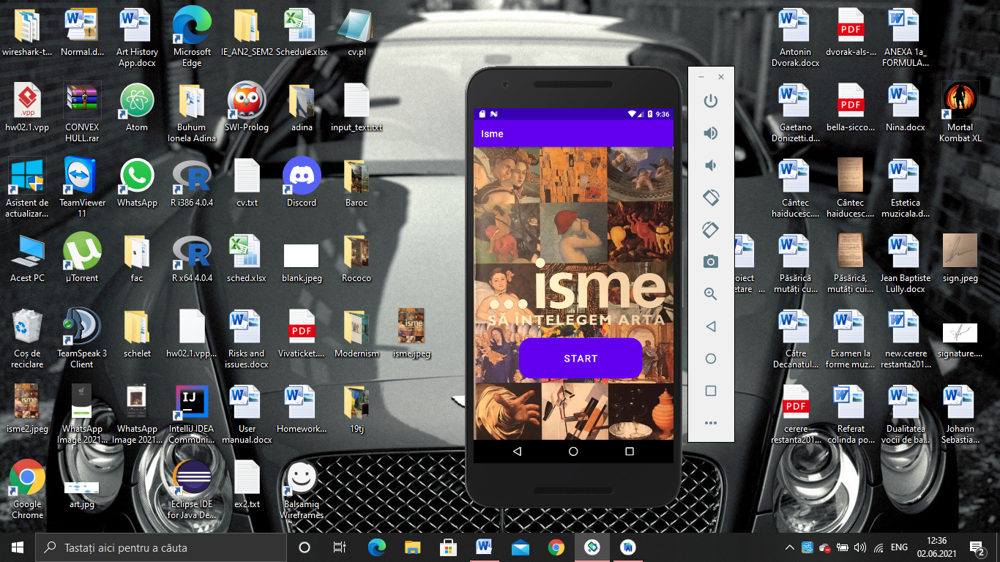 wireshark-t...
Normal.d...
Art History
App.docx
Microsoft
Edge
IE_AN2_SEM2
Schedule.xlsx
cv.pl
hw02.1.vpp
CONVEX
HULL.rar
Atom
Buhum
Ionela Adina
SWI-Prolog
adina
input_text.txt
Asistent de
actualizar...
TeamViewer
11
WhatsApp
R i386 4.0.4
cv.txt
Discord
Baroc
Acest PC
µTorrent
fac
R x64 4.0.4
sched.xlsx
blank.jpeg
Rococo
Coș de
reciclare
TeamSpeak 3
Client
schelet
hw02.1.vpp...
Risks and
issues.docx
Vivaticket....
Modernism
isme.jpeg
isme2.jpeg
WhatsApp
Image 2021...
WhatsApp
Image 2021...
IntelliJ IDEA
Communi...
User
manual.docx
Homework...
19tj
Google
Chrome
art.jpg
Eclipse IDE
for Java De...
ex2.txt
Balsamiq
Wireframes
9:36
Isme
...isme
SĂ ÎNȚELEGEM ARTA
START
Antonin
Dvorak.docx
dvorak-als-...
ANEXA 1a_
FORMULA...
Gaetano
Donizetti.d...
bella-sicco...
Nina.docx
Mortal
Kombat XL
Cântec
haiducesc....
Cântec
haiducesc....
Estetica
muzicala.d...
oiect
etare ...
Păsărică
mutăți cu...
Păsărică,
mutăți cui...
Jean Baptiste
Lully.docx
sign.jpeg
Către
Decanatul...
Examen la
forme muz...
new.cerere
restanta201...
signature....
cerere
restanta201...
Referat
colinda po...
Dualitatea
vocii de ba...
Johann
Sebastia...
Tastați aici pentru a căuta
ENG
12:36
02.06.2021
2